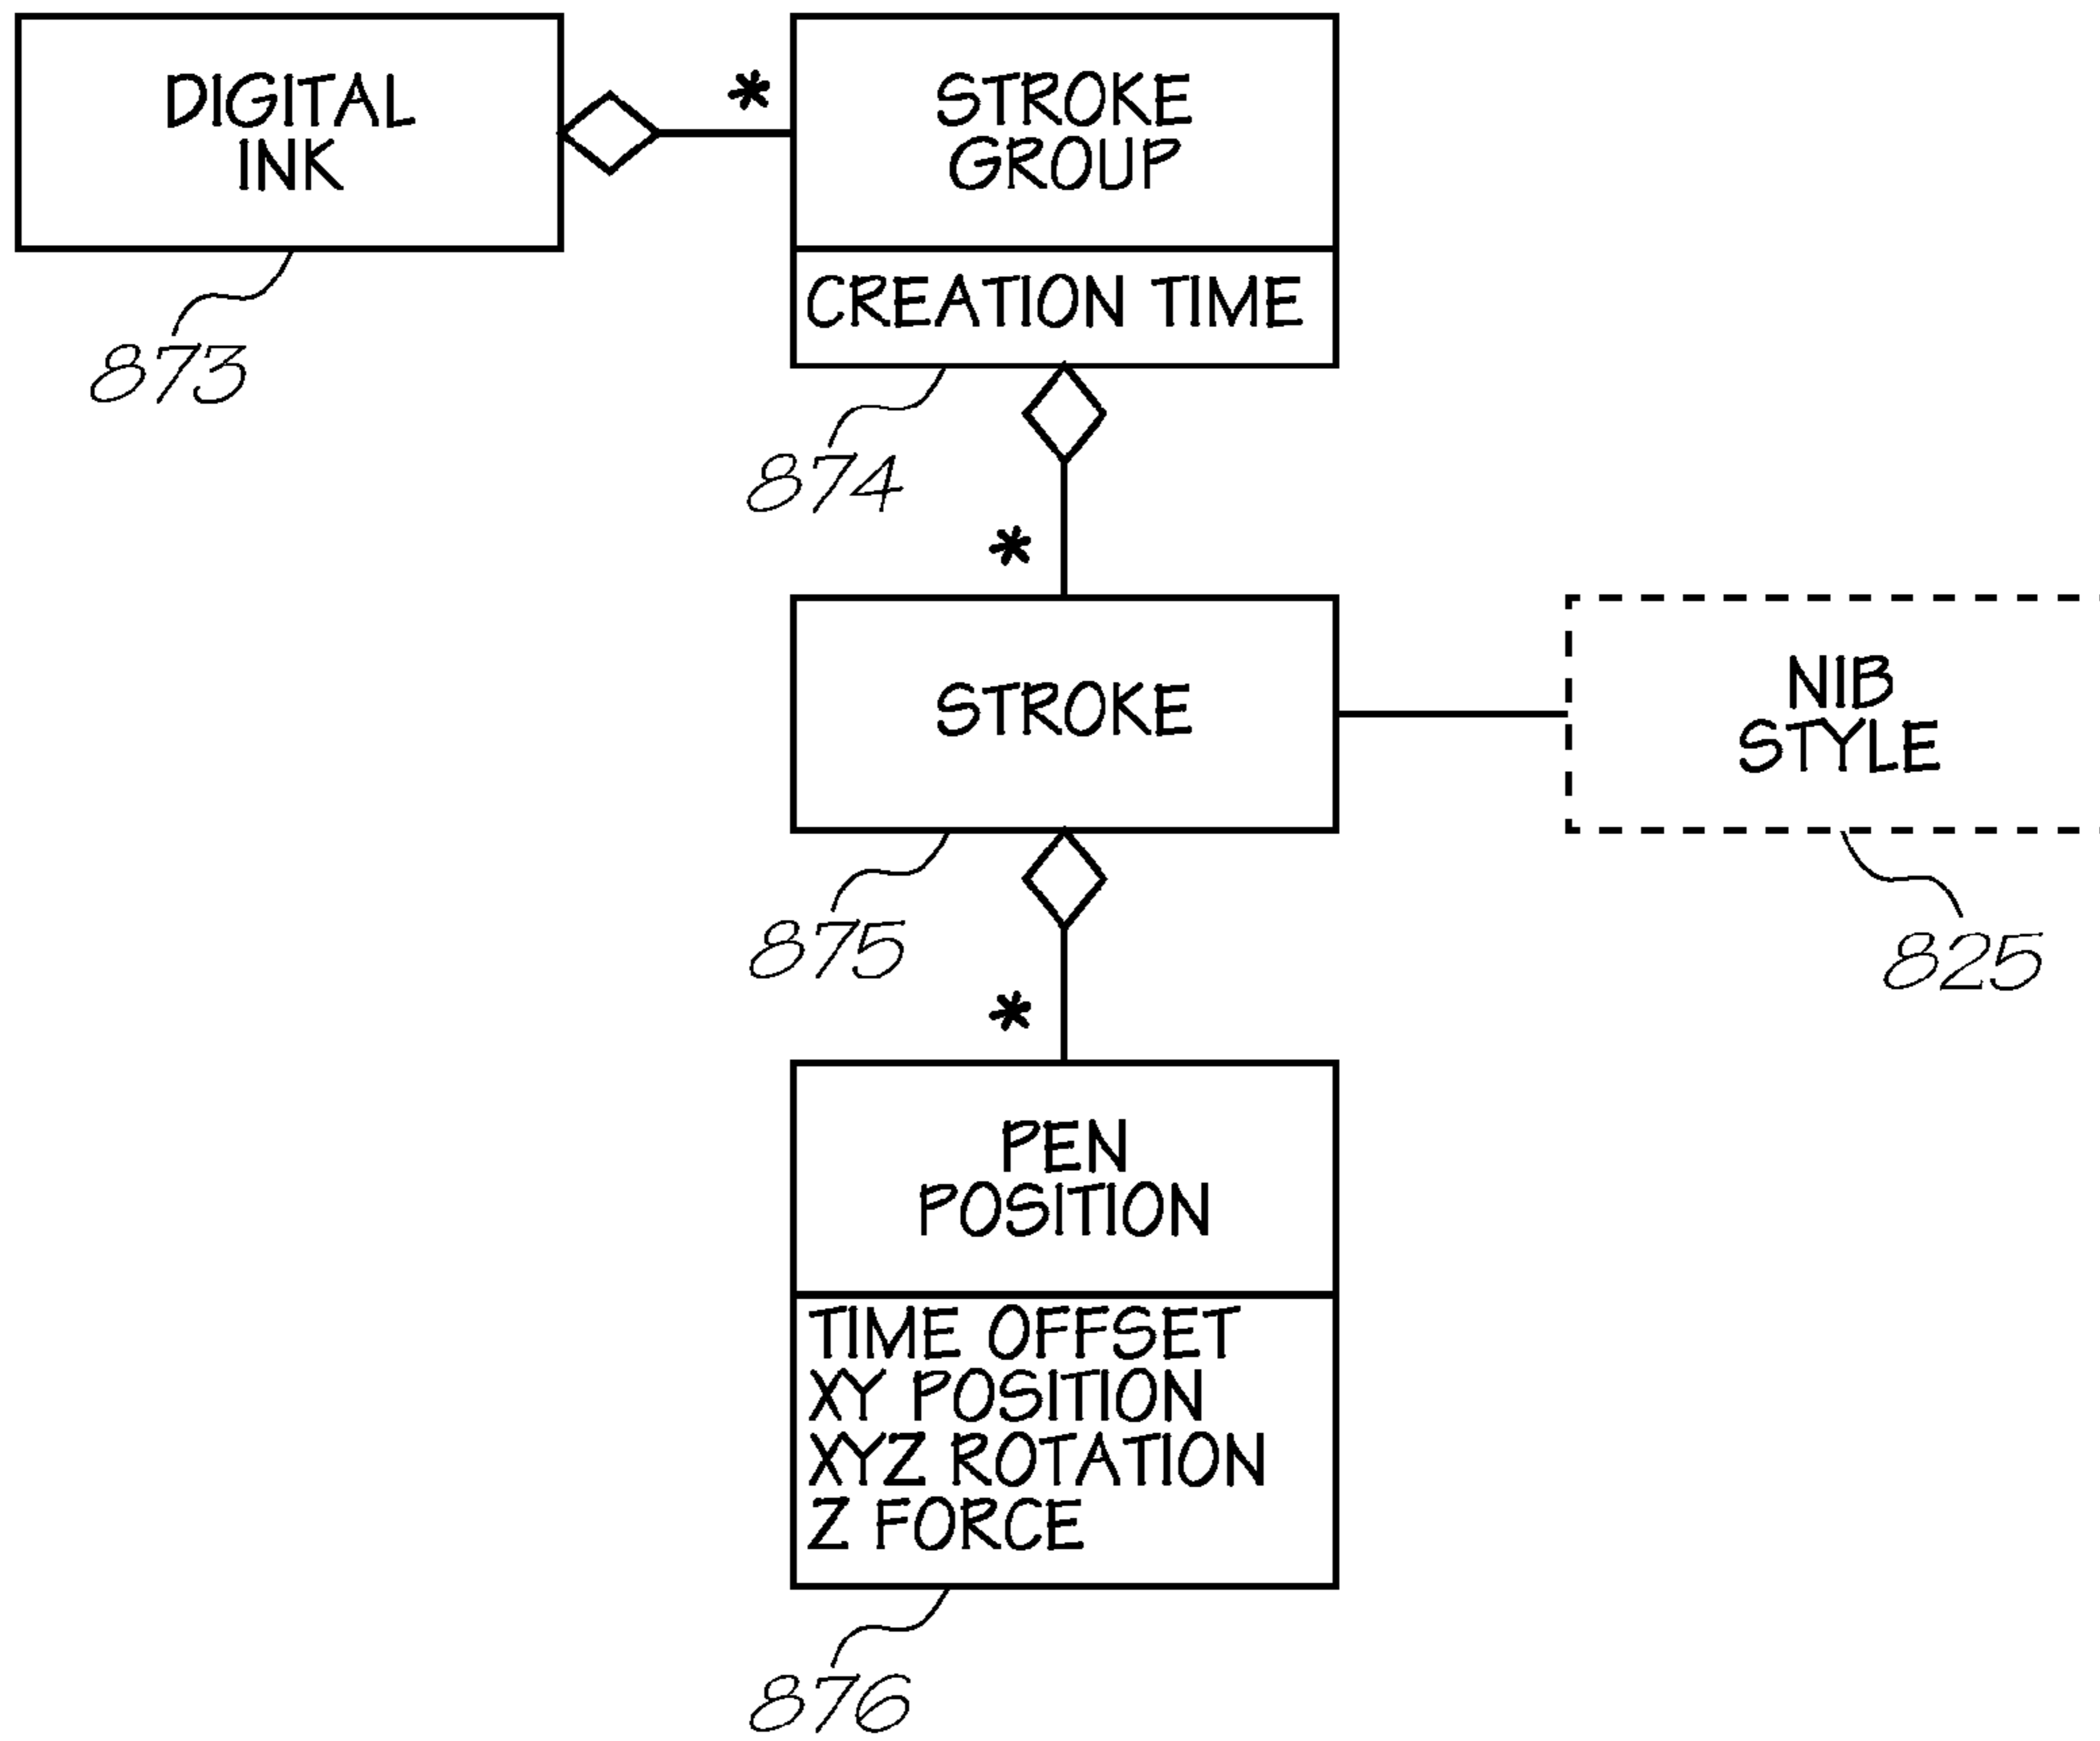 DIGITAL
INK
*
STROKE
GROUP
CREATION TIME
873
874
*
STROKE
NIB
STYLE
875
825
*
PEN
POSITION
TIME OFFSET
XY POSITION
XYZ ROTATION
Z FORCE
876